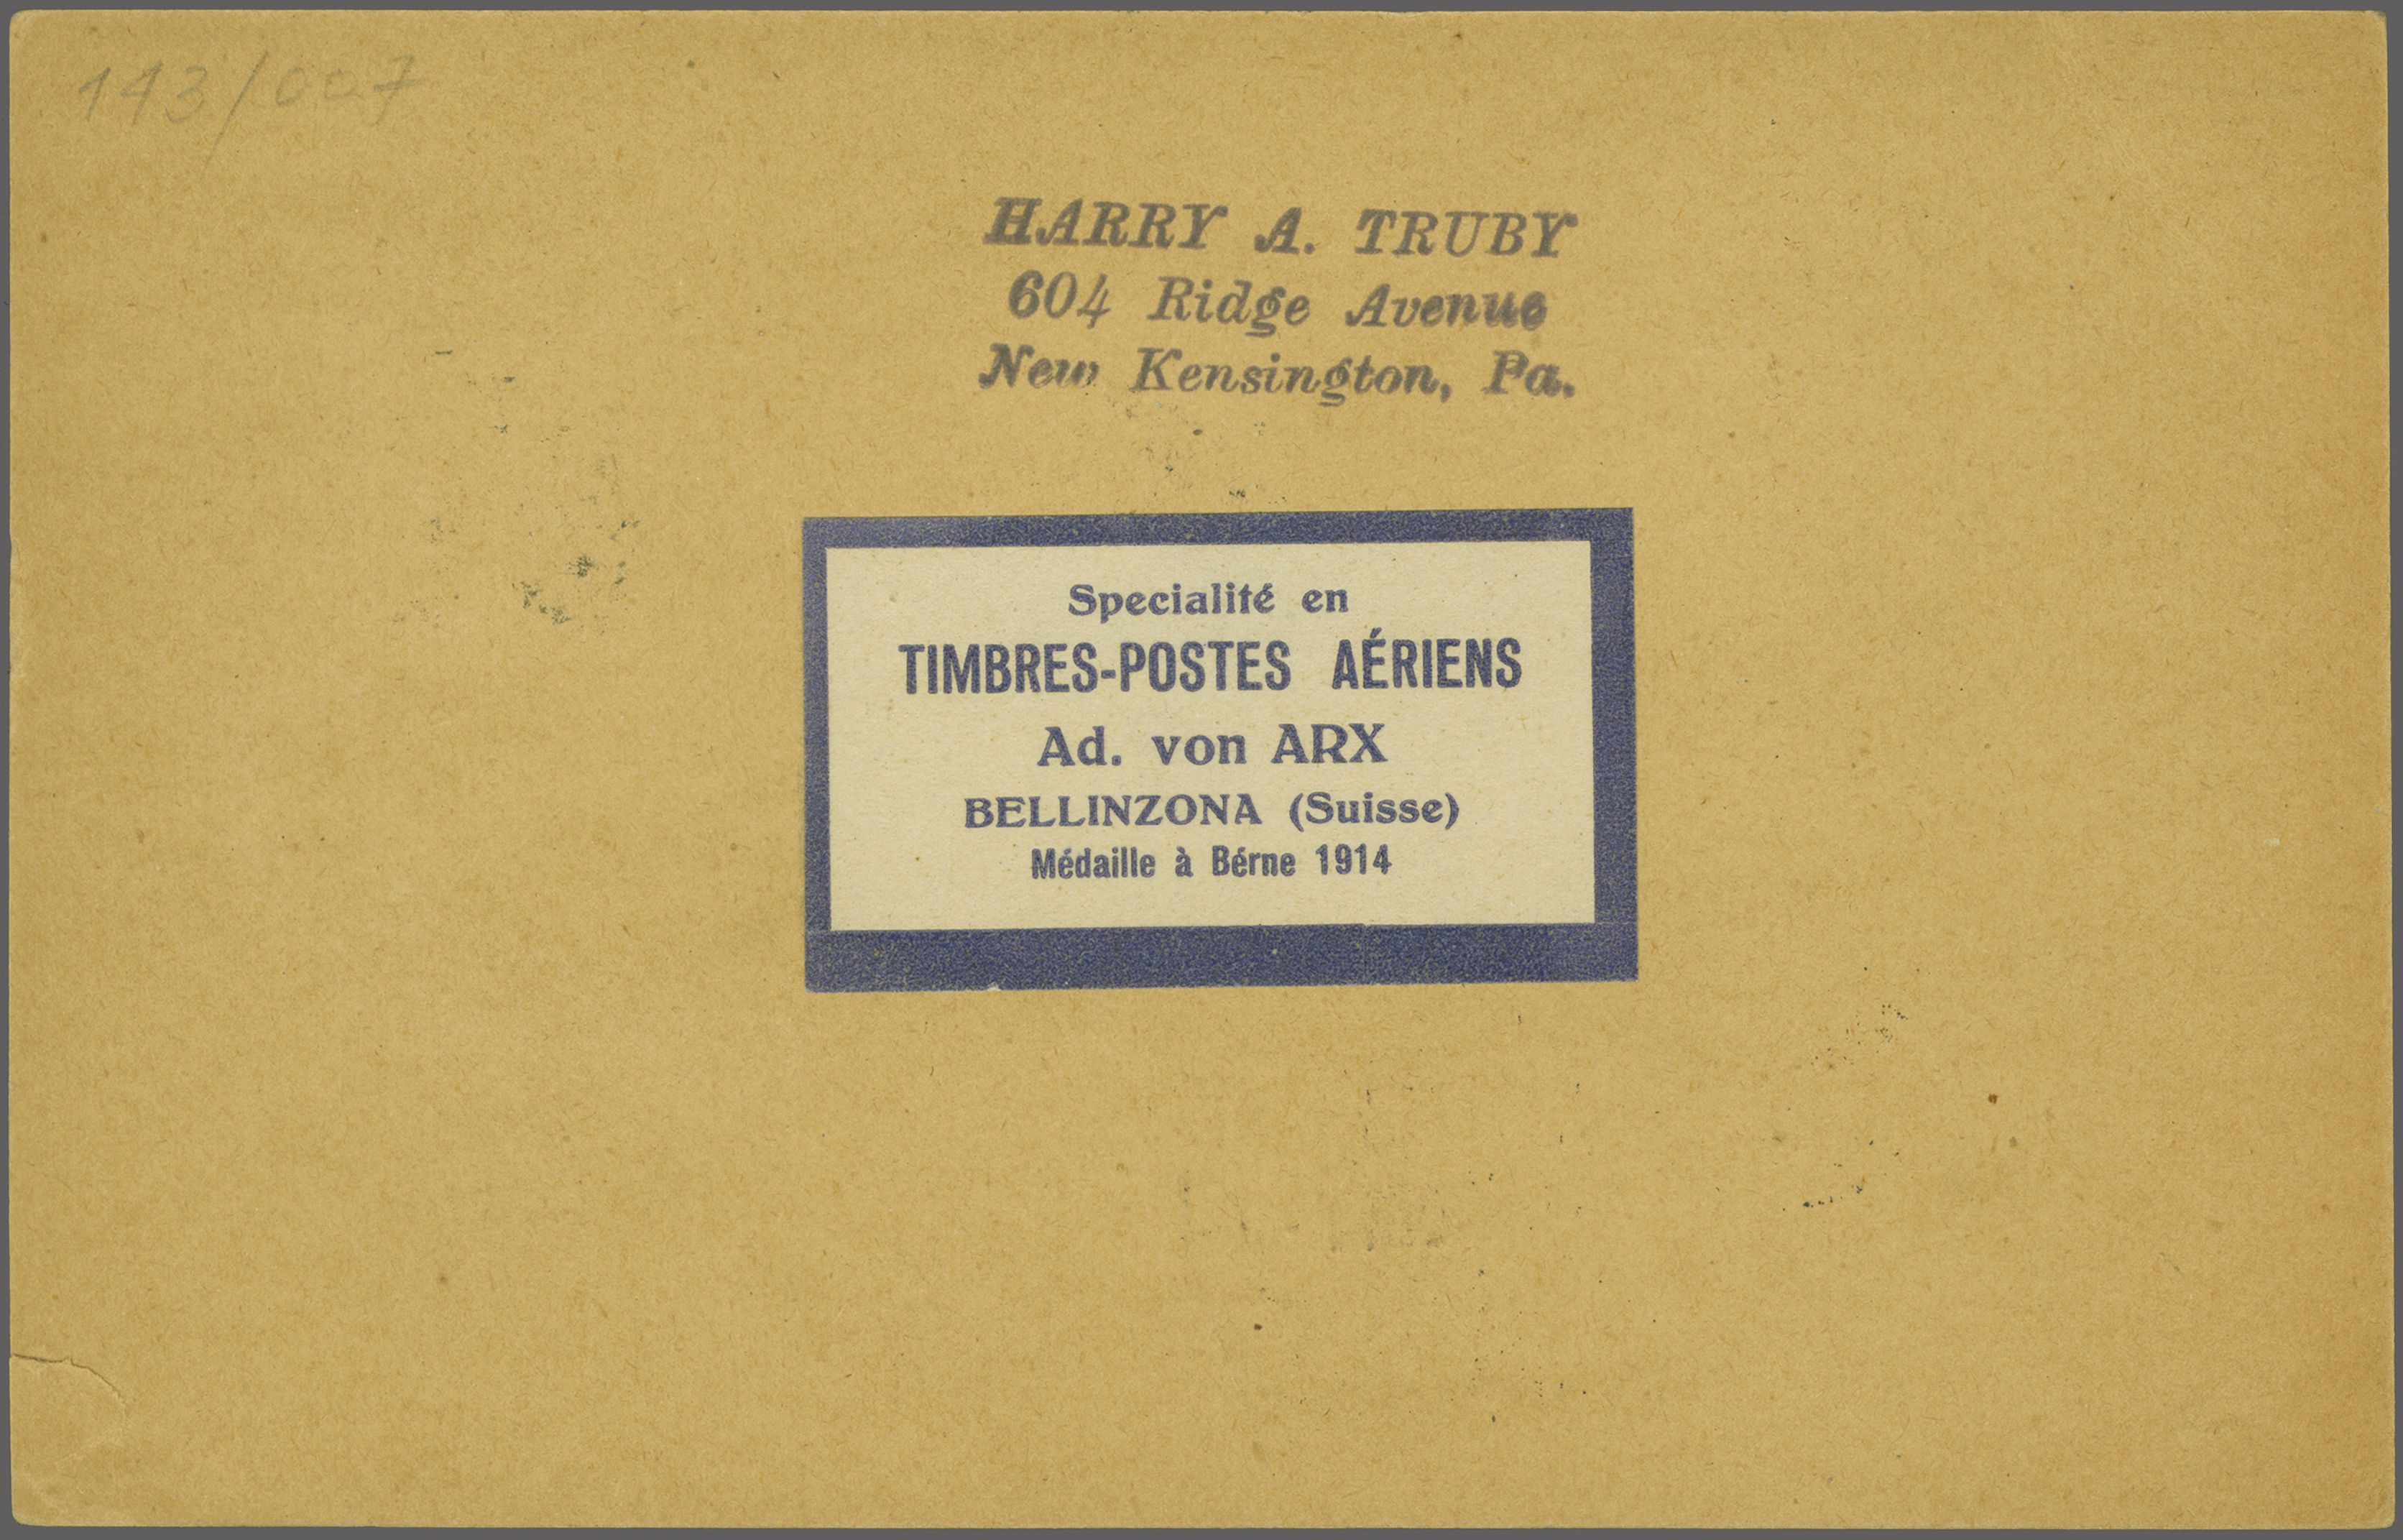 113/007
HARRY A. TRUBY
604 Ridge Avenue
New Kensington, Pa.
Specialité en
TIMBRES-POSTES AÉRIENS
Ad. von ARX
BELLINZONA (Suisse)
Médaille à Bérne 1914